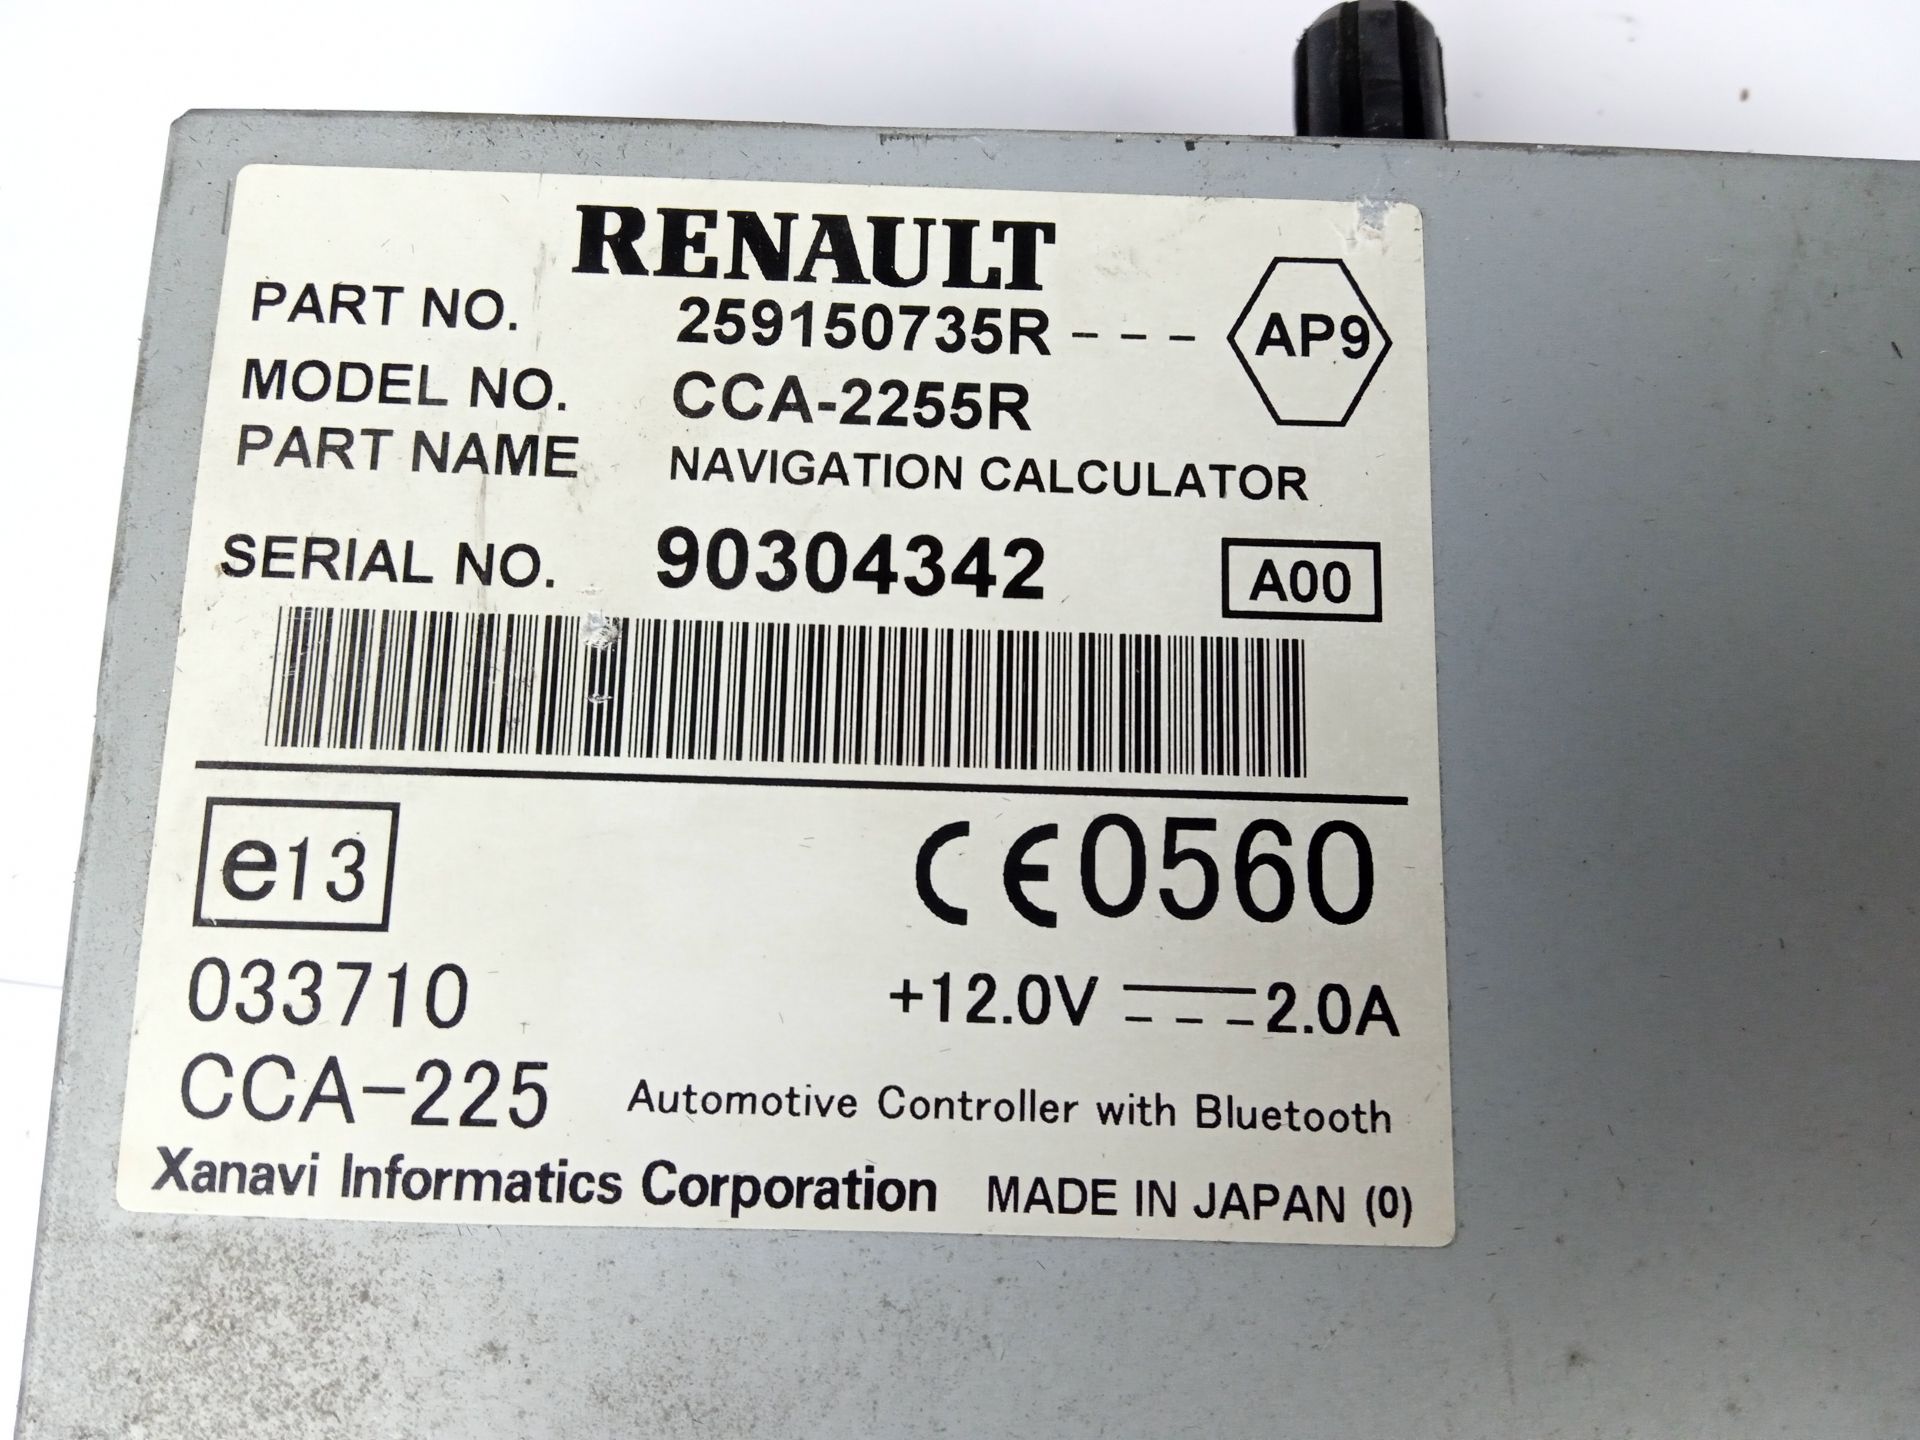 RENAULT
PART NO. 259150735R - - - AP9
MODEL NO. CCA-2255R
PART NAME NAVIGATION CALCULATOR
SERIAL NO. 90304342 A00
e13 CE0560
033710 +12.0V 2.0A
CCA-225 Automotive Controller with Bluetooth
Xanavi Informatics Corporation MADE IN JAPAN (0)